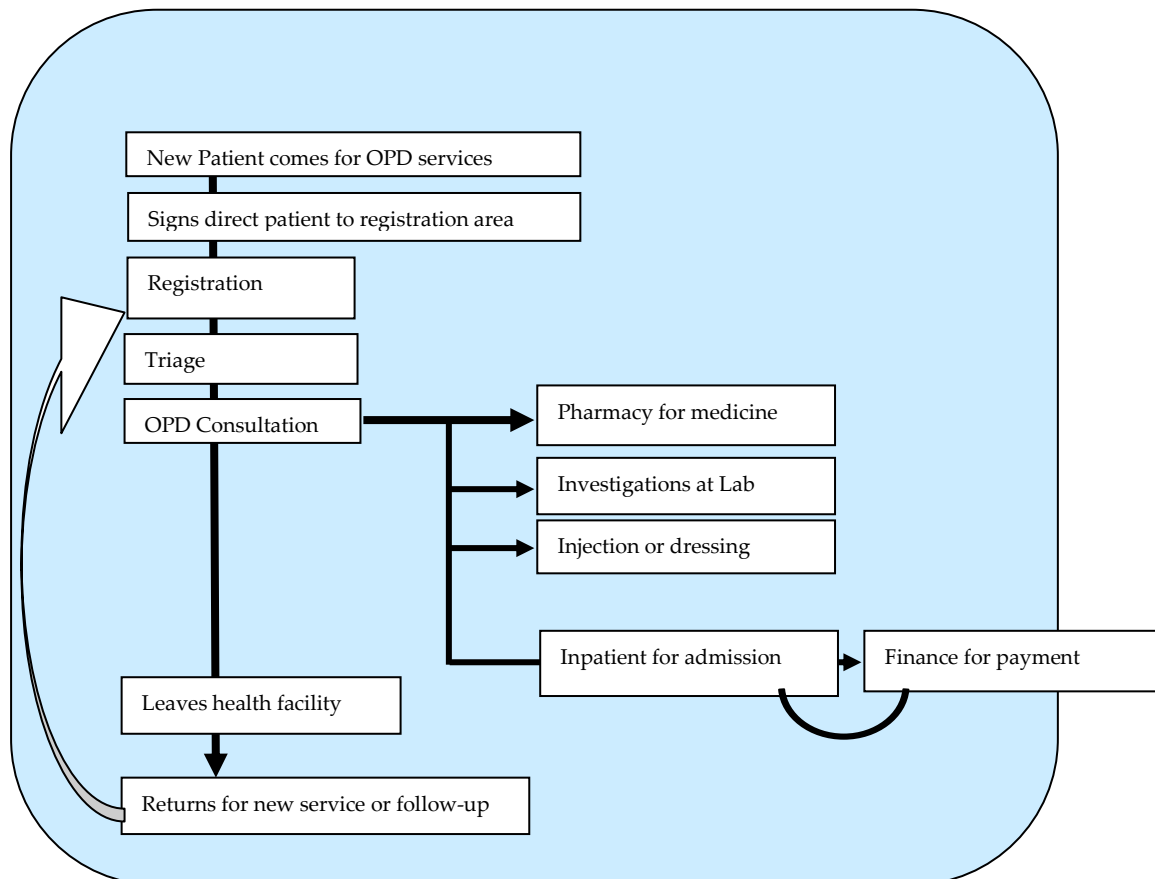 New Patient comes for OPD services
Signs direct patient to registration area
Registration
Triage
OPD Consultation
Pharmacy for medicine
Investigations at Lab
Injection or dressing
Inpatient for admission
Finance for payment
Leaves health facility
Returns for new service or follow-up